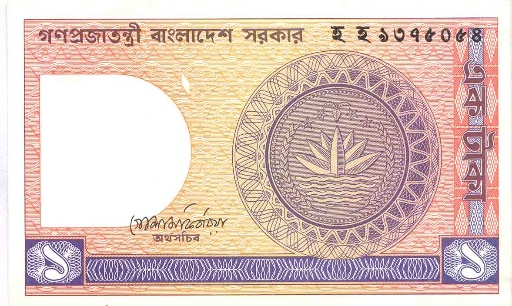 গণপ্রজাতন্ত্রী বাংলাদেশ সরকার হ হ ১৩৭৫০৫৪
এক টাকা
অর্থসচিব
১ ১